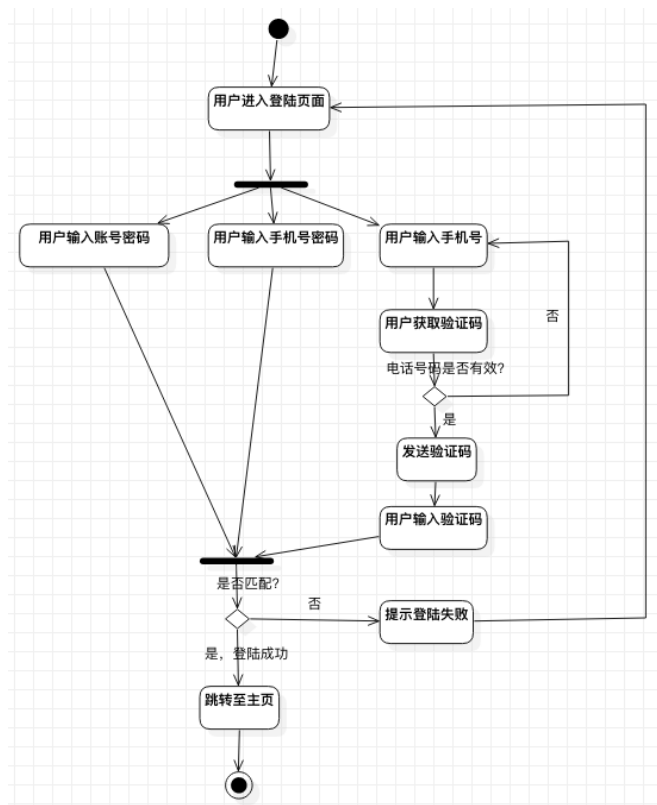 用户进入登陆页面
用户输入账号密码
用户输入手机号密码
用户输入手机号
用户获取验证码
否
电话号码是否有效？
是
发送验证码
用户输入验证码
是否匹配？
否
提示登陆失败
是，登陆成功
跳转至主页